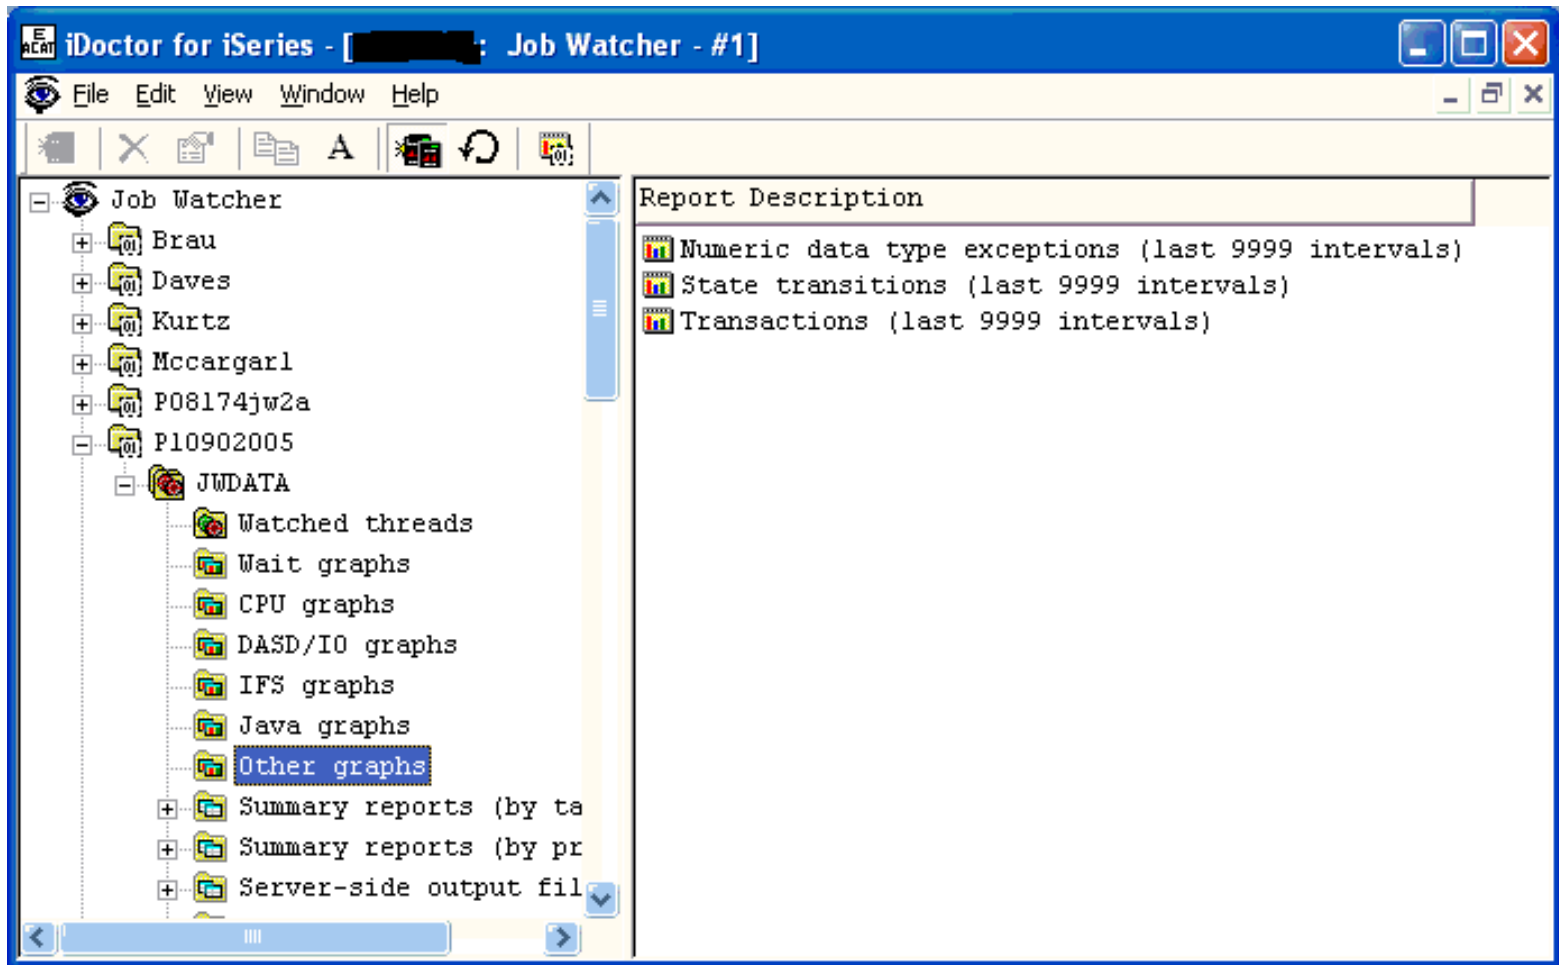 E
ACAT
iDoctor for iSeries - [ : Job Watcher - #1]
File Edit View Window Help
A
Job Watcher
Brau
Daves
Kurtz
Mccargarl
P08174jw2a
P10902005
JWDATA
Watched threads
Wait graphs
CPU graphs
DASD/IO graphs
IFS graphs
Java graphs
Other graphs
Summary reports (by ta
Summary reports (by pr
Server-side output fil
Report Description
Numeric data type exceptions (last 9999 intervals)
State transitions (last 9999 intervals)
Transactions (last 9999 intervals)